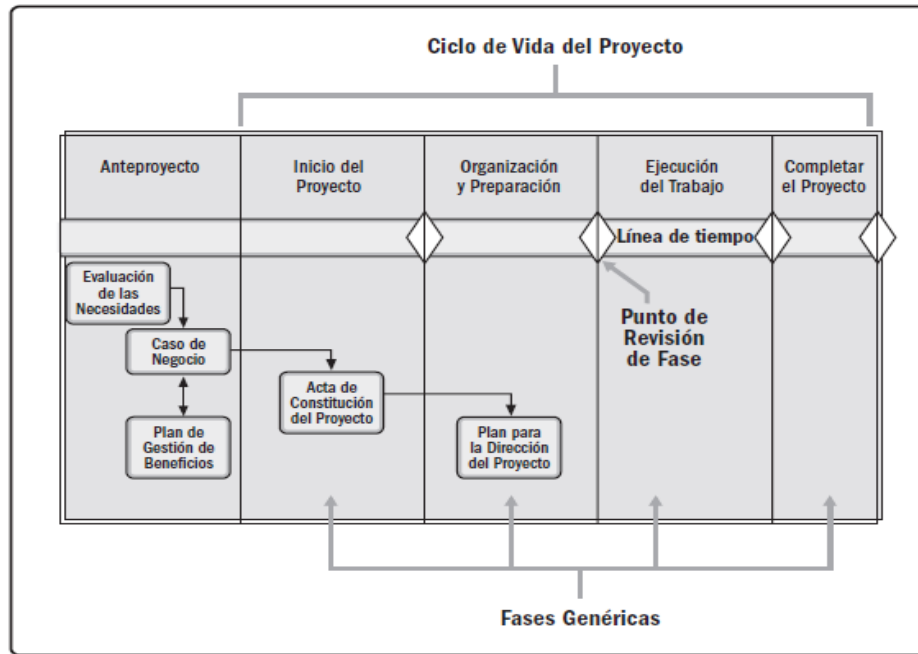 Ciclo de Vida del Proyecto
Anteproyecto
Inicio del
Proyecto
Organización
y Preparación
Ejecución
del Trabajo
Completar
el Proyecto
Línea de tiempo
Evaluación
de las
Necesidades
Caso de
Negocio
Plan de
Gestión de
Beneficios
Acta de
Constitución
del Proyecto
Plan para
la Dirección
del Proyecto
Punto de
Revisión
de Fase
Fases Genéricas